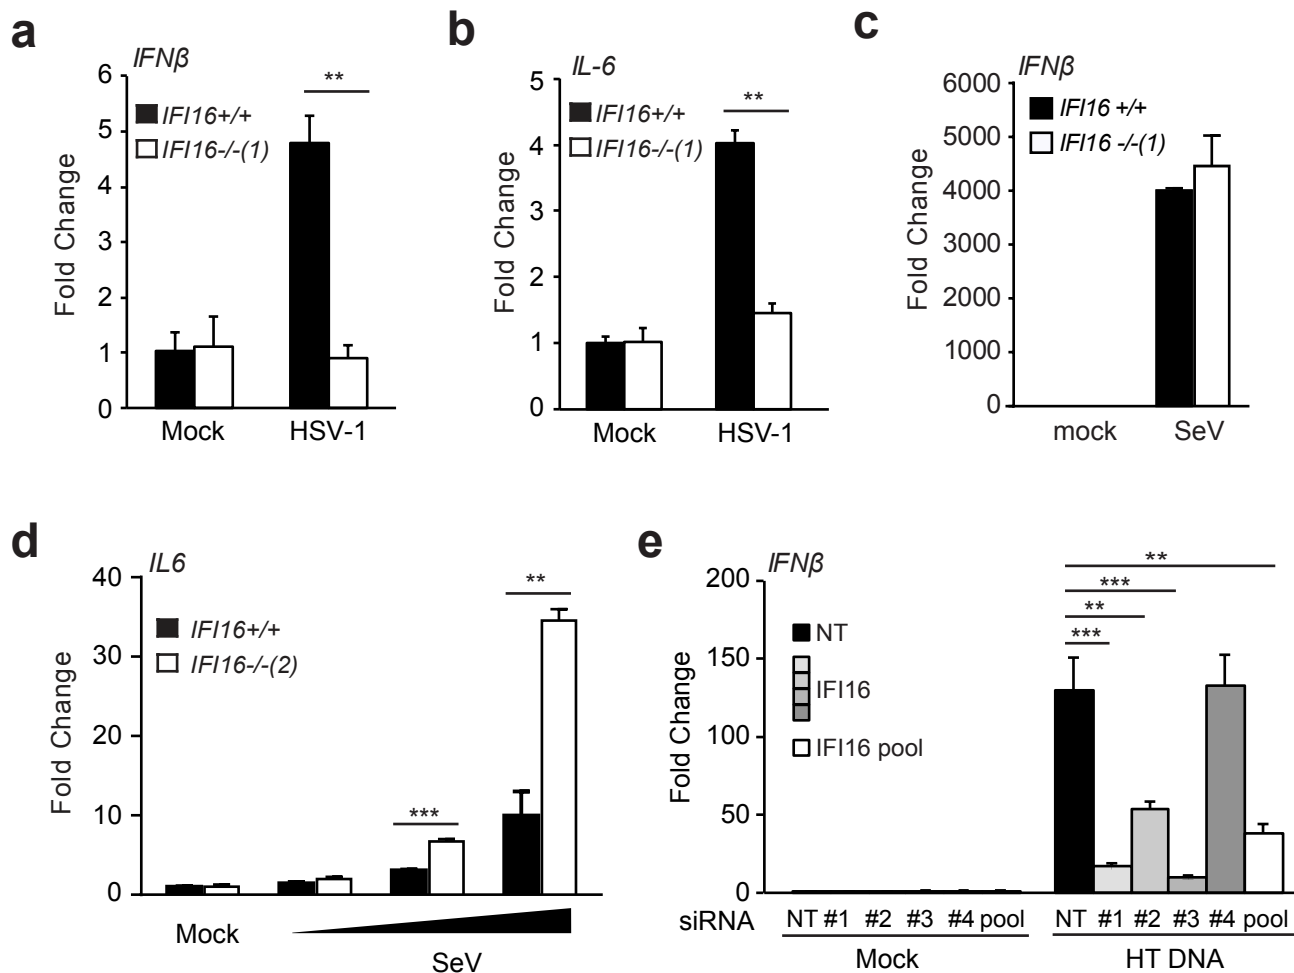 a
IFNβ
6
5
4
3
2
1
0
Fold Change
IFI16+/+
IFI16-/-(1)
**
Mock
HSV-1
b
IL-6
5
4
3
2
1
0
Fold Change
IFI16+/+
IFI16-/-(1)
**
Mock
HSV-1
c
IFNβ
6000
5000
4000
3000
2000
1000
0
Fold Change
IFI16 +/+
IFI16 -/-(1)
mock
SeV
d
IL6
40
30
20
10
0
Fold Change
IFI16+/+
IFI16-/-(2)
***
**
Mock
SeV
e
IFNβ
200
150
100
50
0
Fold Change
NT
IFI16
IFI16 pool
**
***
**
***
siRNA NT #1 #2 #3 #4 pool NT #1 #2 #3 #4 pool
Mock HT DNA